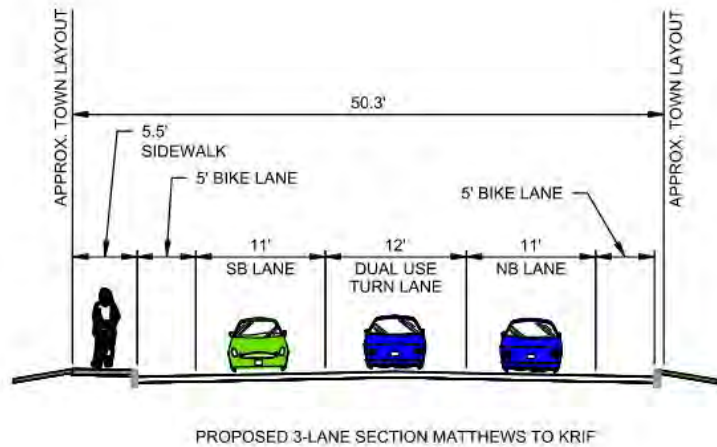 APPROX. TOWN LAYOUT
APPROX. TOWN LAYOUT
50.3'
5.5'
SIDEWALK
5' BIKE LANE
5' BIKE LANE
11'
SB LANE
12'
DUAL USE
TURN LANE
11'
NB LANE
PROPOSED 3-LANE SECTION MATTHEWS TO KRIF